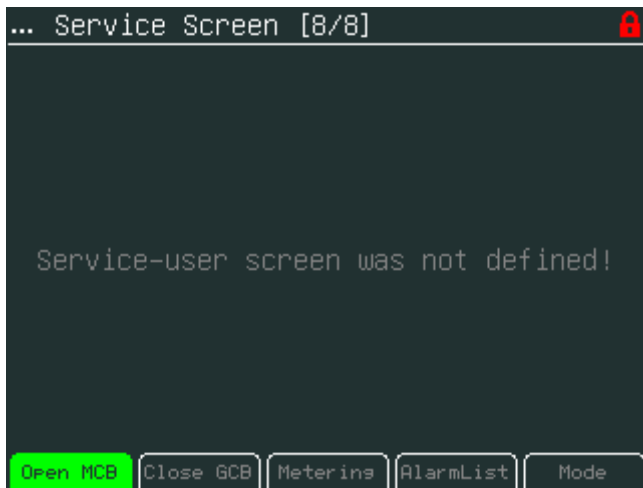 ... Service Screen [8/8]
Service-user screen was not defined!
Open MCB Close GCB Metering AlarmList Mode